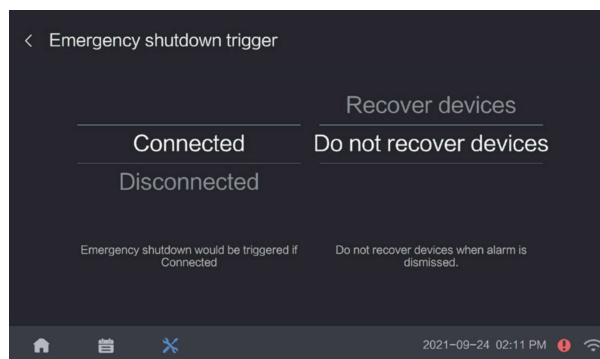 Emergency shutdown trigger
Recover devices
Connected
Do not recover devices
Disconnected
Emergency shutdown would be triggered if
Connected
Do not recover devices when alarm is
dismissed.
2021-09-24 02:11 PM